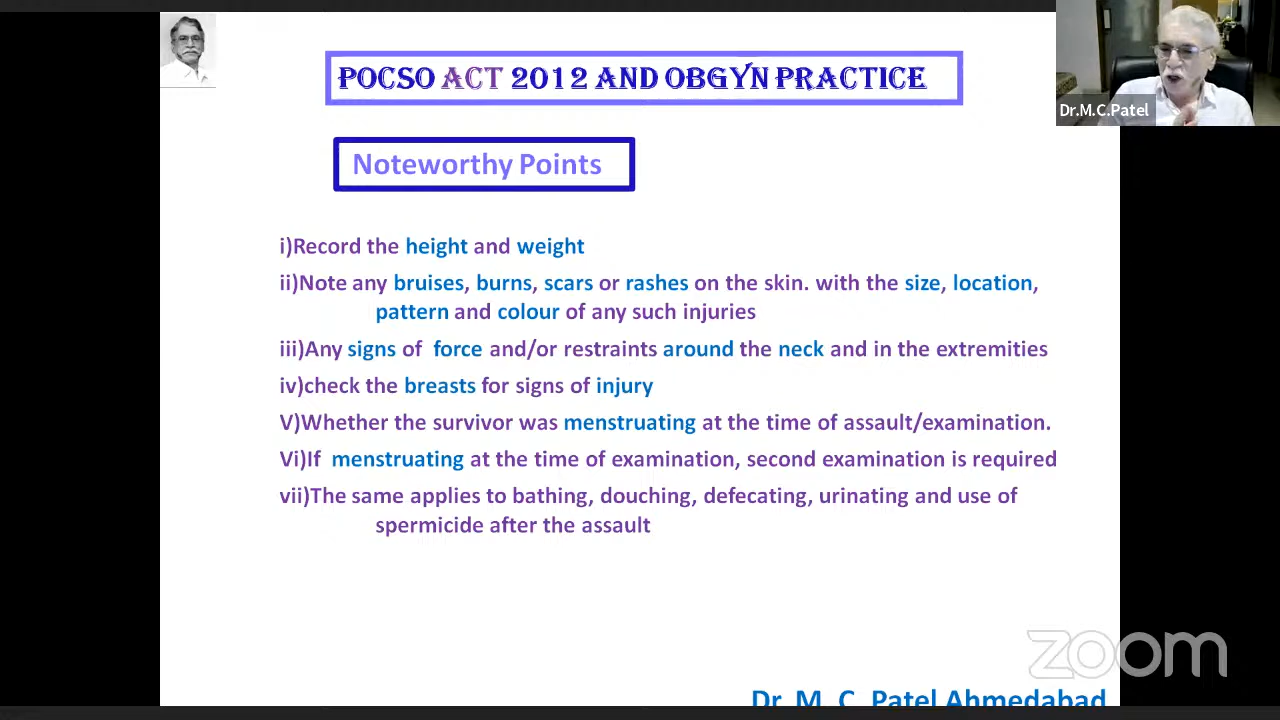 POCSO ACT 2012 AND OBGYN PRACTICE
Dr.M.C.Patel
Noteworthy Points
i)Record the height and weight
ii)Note any bruises, burns, scars or rashes on the skin. with the size, location,
pattern and colour of any such injuries
iii)Any signs of force and/or restraints around the neck and in the extremities
iv)check the breasts for signs of injury
V)Whether the survivor was menstruating at the time of assault/examination.
Vi)If menstruating at the time of examination, second examination is required
vii)The same applies to bathing, douching, defecating, urinating and use of
spermicide after the assault
zoom
Dr. M. C. Patel Ahmedabad